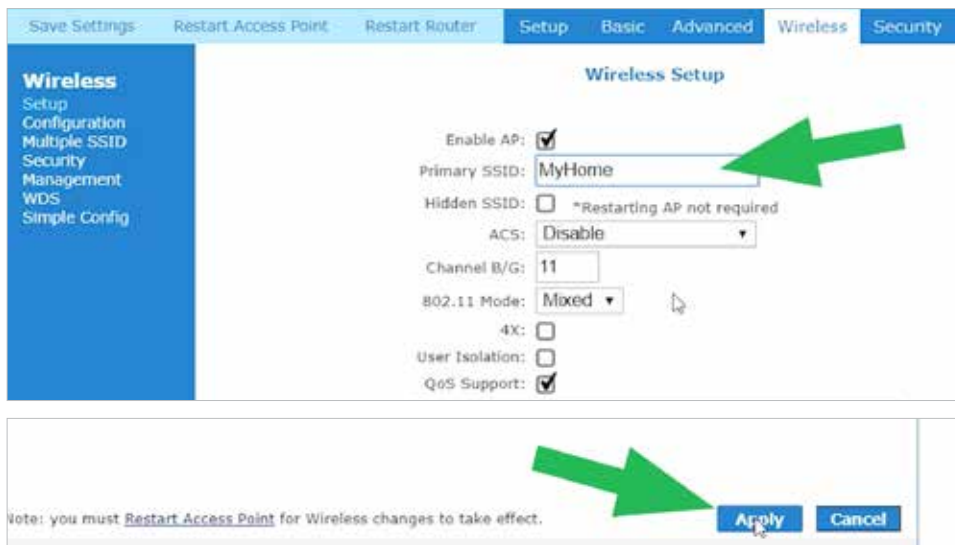 Save Settings Restart Access Point Restart Router Setup Basic Advanced Wireless Security
Wireless
Setup
Configuration
Multiple SSID
Security
Management
WDS
Simple Config
Wireless Setup
Enable AP:
Primary SSID: MyHome
Hidden SSID: *Restarting AP not required
ACS: Disable
Channel B/G: 11
802.11 Mode: Mixed
4X:
User Isolation:
QoS Support:
Note: you must Restart Access Point for Wireless changes to take effect.
Apply Cancel